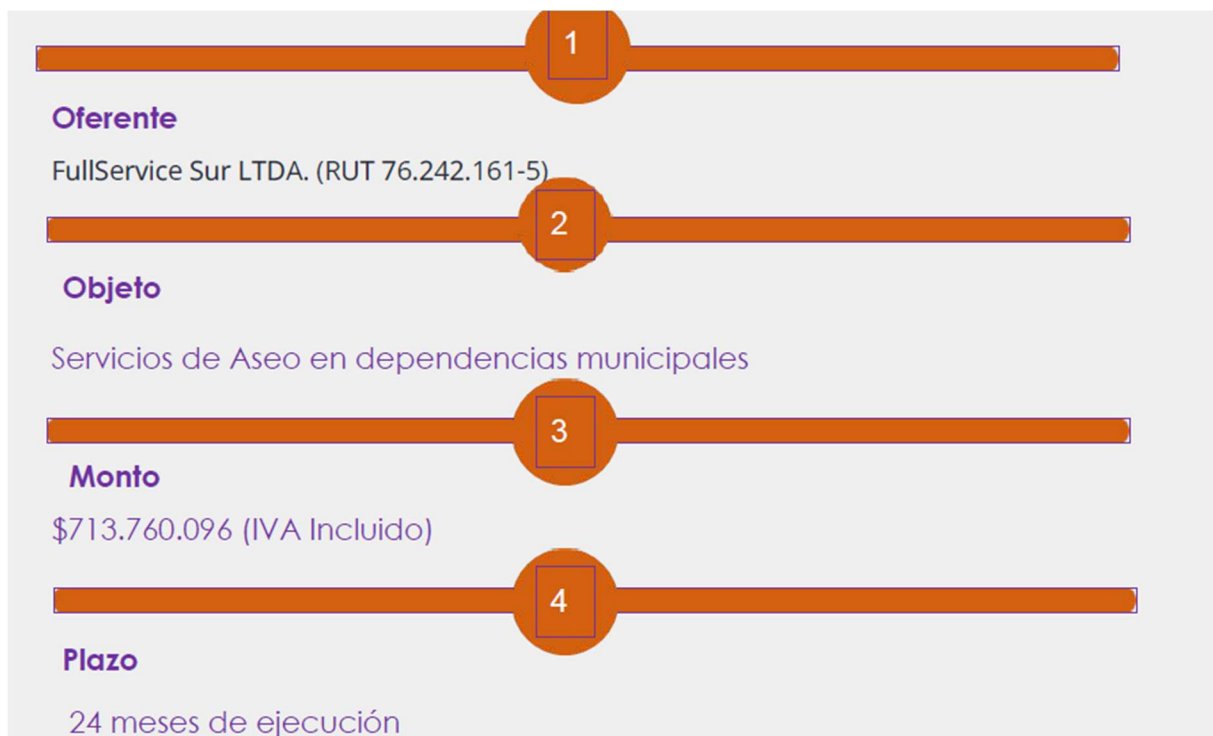 1
Oferente
FullService Sur LTDA. (RUT 76.242.161-5)
2
Objeto
Servicios de Aseo en dependencias municipales
3
Monto
$713.760.096 (IVA Incluido)
4
Plazo
24 meses de ejecución